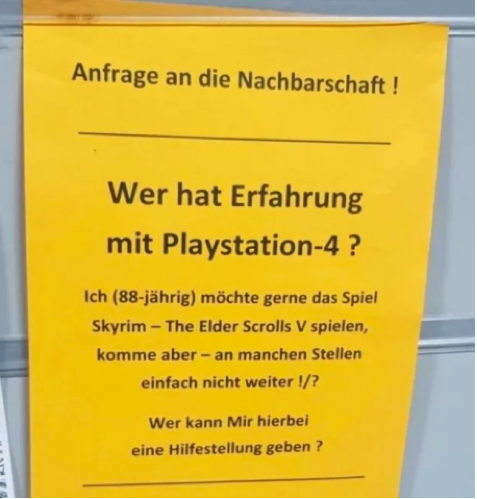 Anfrage an die Nachbarschaft !
Wer hat Erfahrung
mit Playstation-4 ?
Ich (88-jährig) möchte gerne das Spiel
Skyrim – The Elder Scrolls V spielen,
komme aber – an manchen Stellen
einfach nicht weiter !/?
Wer kann Mir hierbei
eine Hilfestellung geben ?